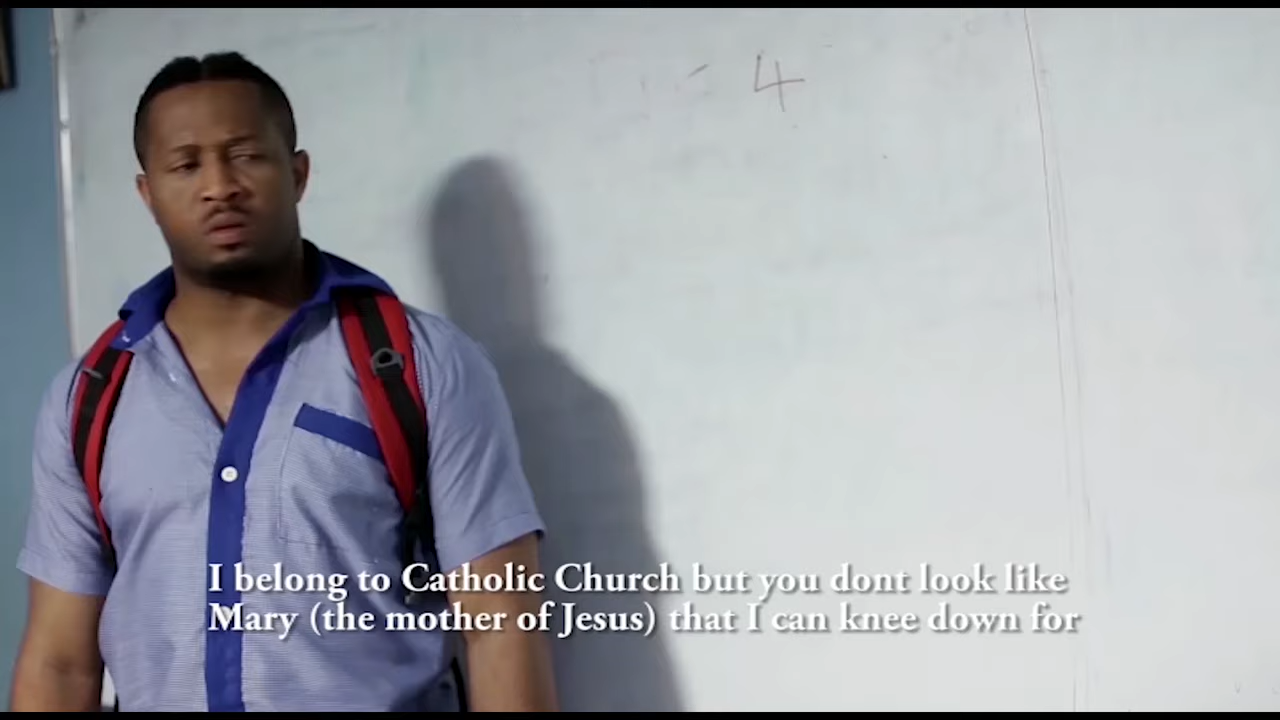 4
I belong to Catholic Church but you dont look like
Mary (the mother of Jesus) that I can knee down for